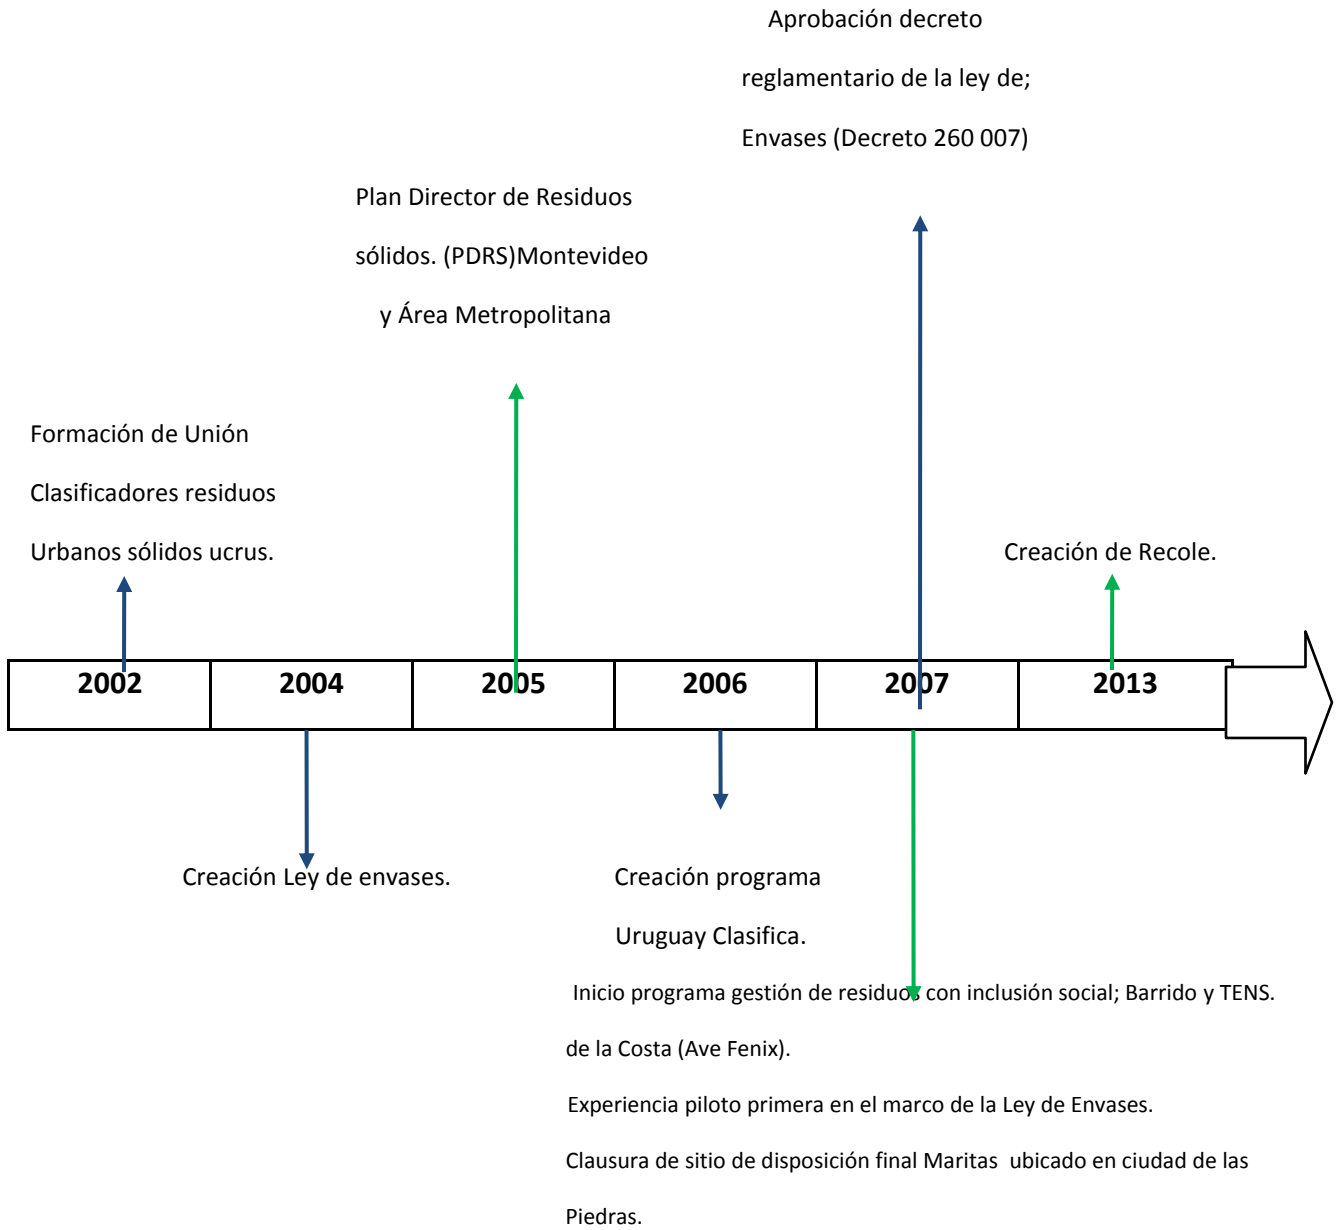 Aprobación decreto
reglamentario de la ley de;
Envases (Decreto 260 007)
Plan Director de Residuos
sólidos. (PDRS)Montevideo
y Área Metropolitana
Formación de Unión
Clasificadores residuos
Urbanos sólidos ucrus.
Creación de Recole.
2002 2004 2005 2006 2007 2013
Creación Ley de envases.
Creación programa
Uruguay Clasifica.
Inicio programa gestión de residuos con inclusión social; Barrido y TENS.
de la Costa (Ave Fenix).
Experiencia piloto primera en el marco de la Ley de Envases.
Clausura de sitio de disposición final Maritas ubicado en ciudad de las
Piedras.